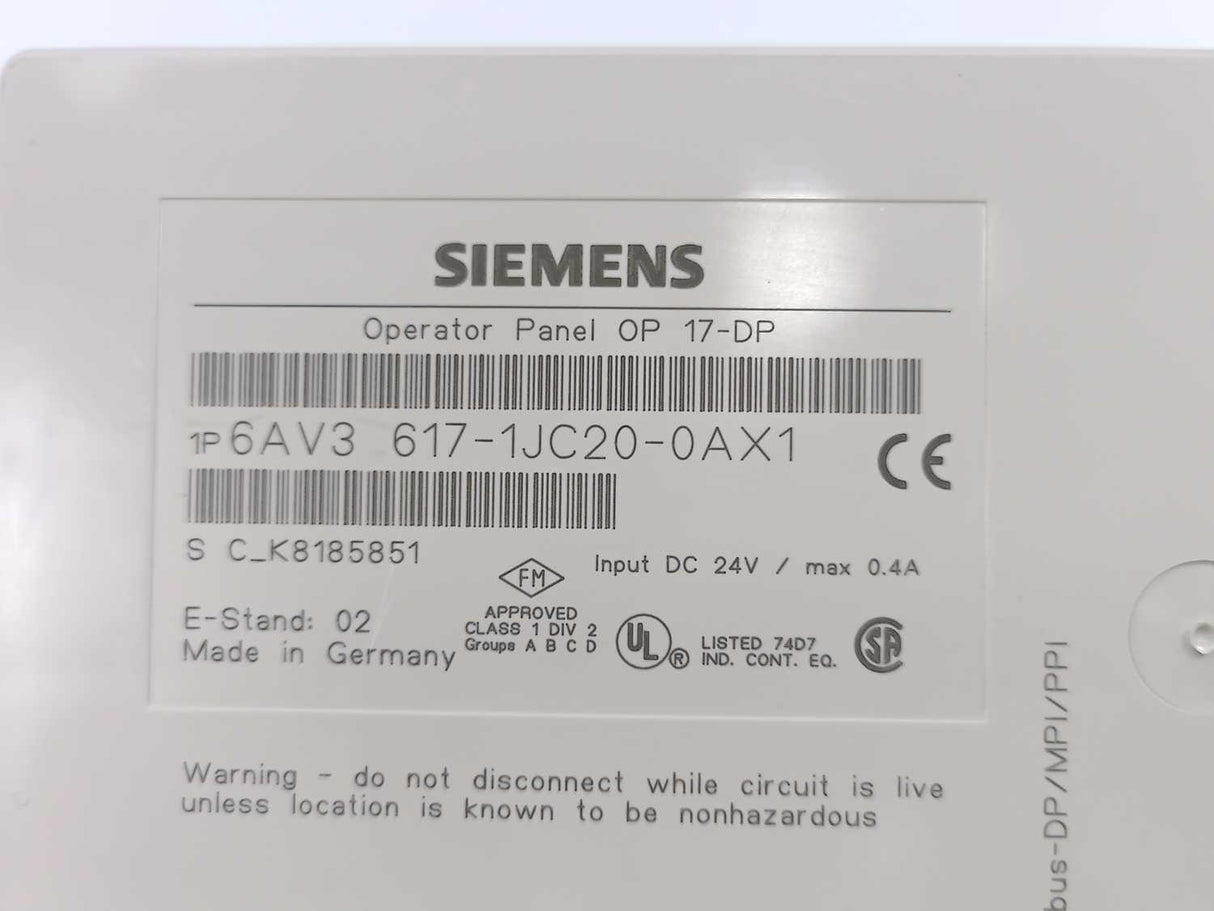 SIEMENS
Operator Panel OP 17-DP
1P 6AV3 617-1JC20-0AX1
CE
S C_K8185851
Input DC 24V / max 0.4A
E-Stand: 02
Made in Germany
FM
APPROVED
CLASS 1 DIV 2
Groups A B C D
UL ®
LISTED 74D7
IND. CONT. EQ.
SA
Warning - do not disconnect while circuit is live
unless location is known to be nonhazardous
bus-DP/MPI/PPI